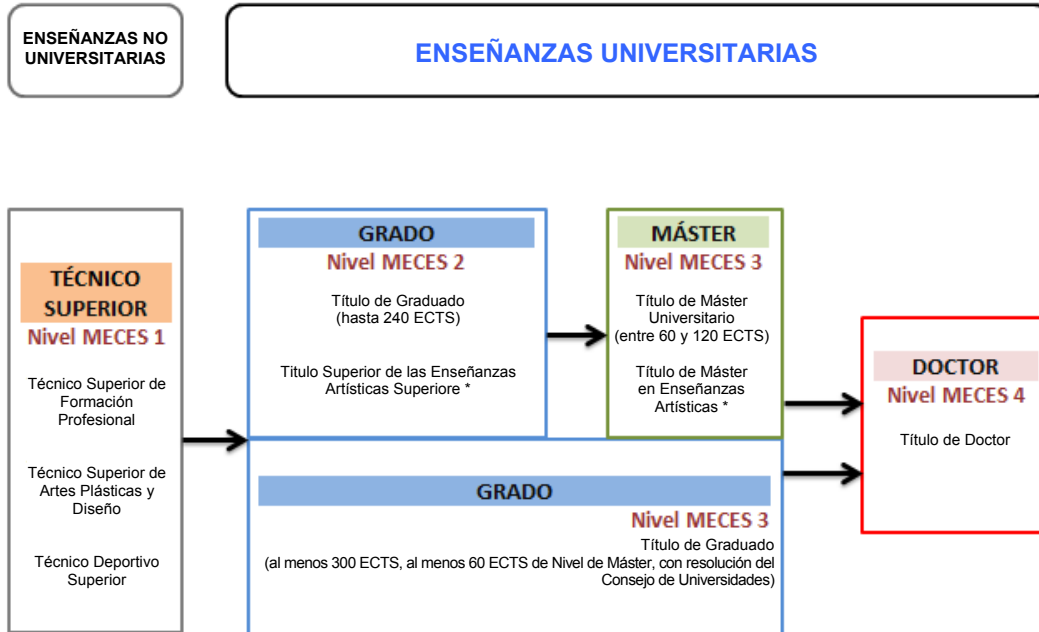 ENSEÑANZAS NO
UNIVERSITARIAS
ENSEÑANZAS UNIVERSITARIAS
TÉCNICO
SUPERIOR
Nivel MECES 1
Técnico Superior de
Formación
Profesional
Técnico Superior de
Artes Plásticas y
Diseño
Técnico Deportivo
Superior
GRADO
Nivel MECES 2
Título de Graduado
(hasta 240 ECTS)
Titulo Superior de las Enseñanzas
Artísticas Superiore *
MÁSTER
Nivel MECES 3
Título de Máster
Universitario
(entre 60 y 120 ECTS)
Título de Máster
en Enseñanzas
Artísticas *
GRADO
Nivel MECES 3
Título de Graduado
(al menos 300 ECTS, al menos 60 ECTS de Nivel de Máster, con resolución del
Consejo de Universidades)
DOCTOR
Nivel MECES 4
Título de Doctor